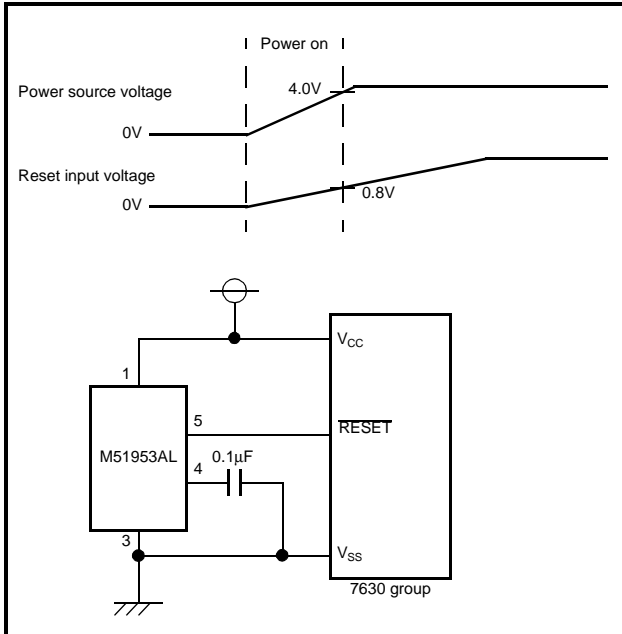 Power on
Power source voltage
4.0V
0V
Reset input voltage
0V
0.8V
1
VCC
5
RESET
M51953AL
4
0.1μF
3
VSS
7630 group